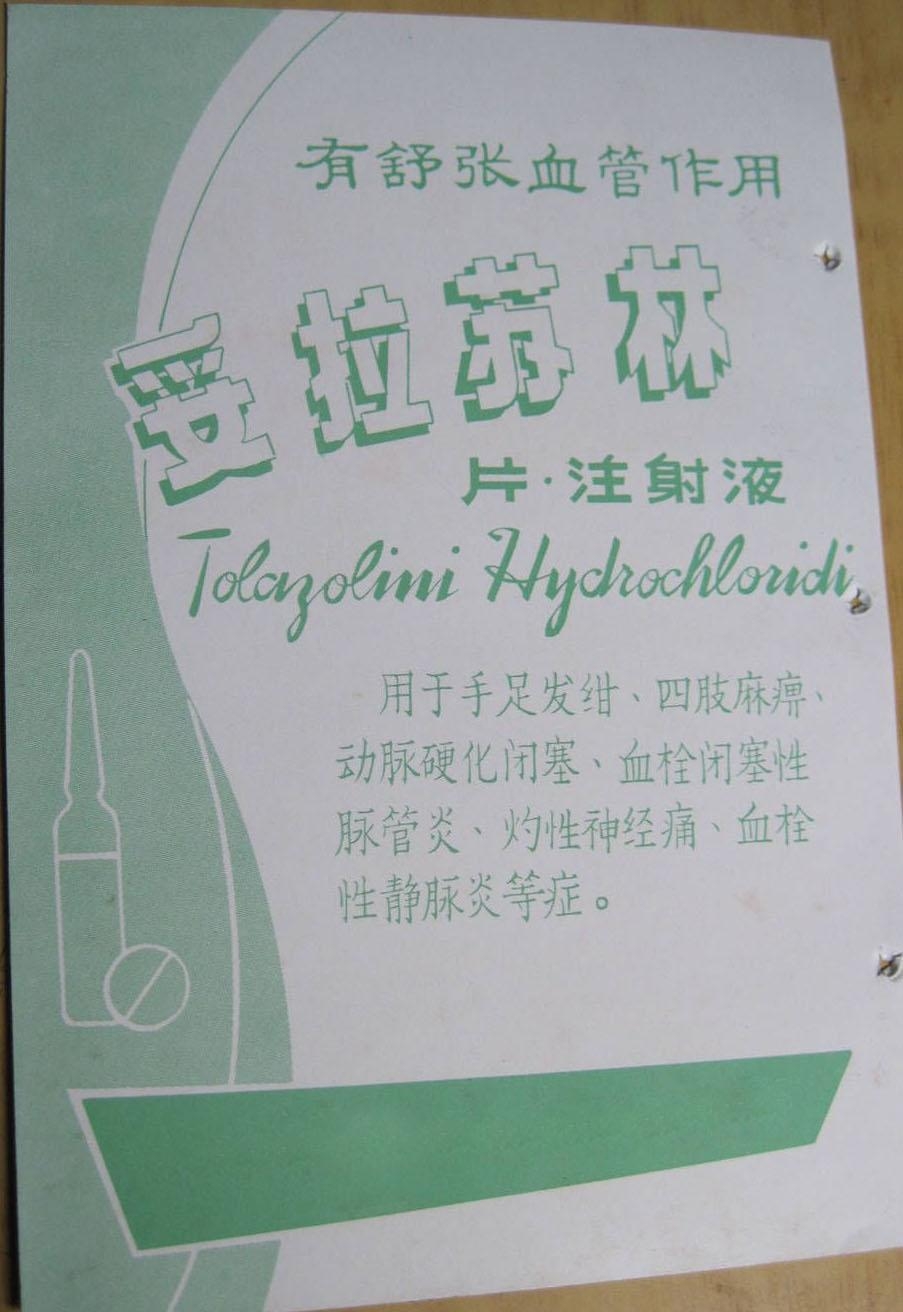 有舒张血管作用
妥拉苏林
片·注射液
Tolazolini Hydrochloridi
用于手足发绀、四肢麻痹、
动脉硬化闭塞、血栓闭塞性
脉管炎、灼性神经痛、血栓
性静脉炎等症。